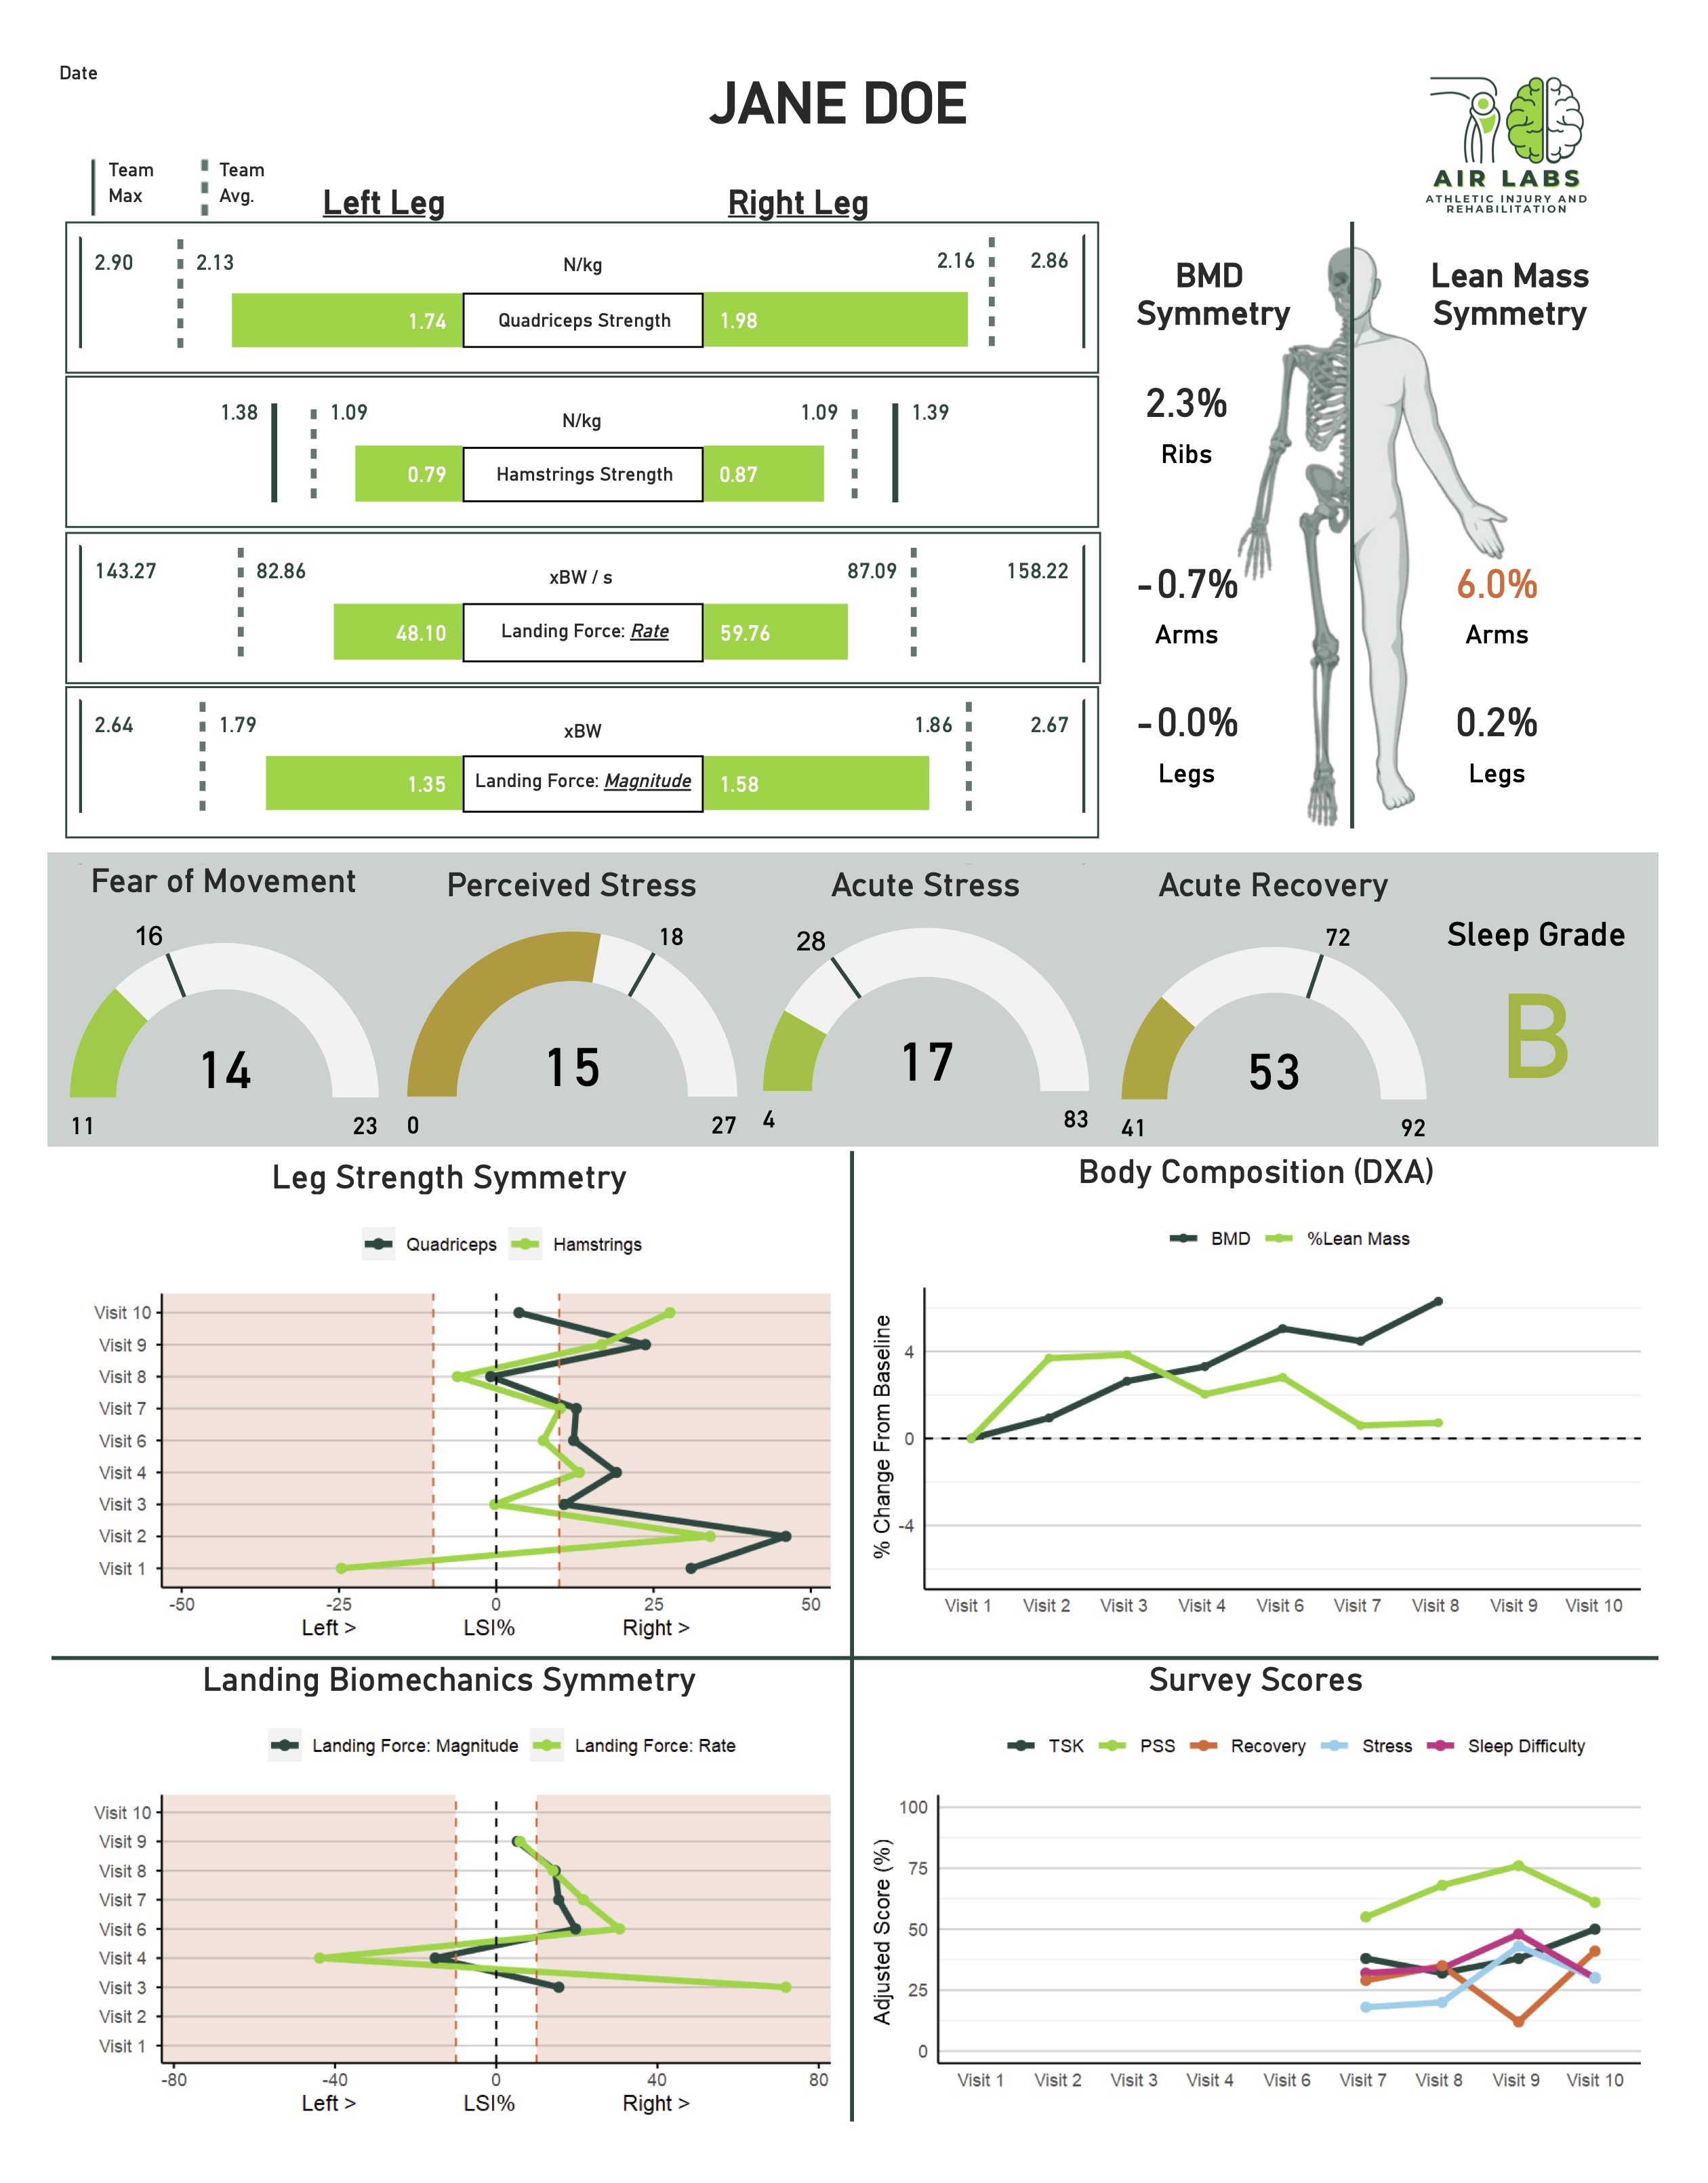 Date
JANE DOE
AIR LABS
ATHLETIC INJURY AND
REHABILITATION
Team
Max
Team
Avg.
Left Leg
Right Leg
2.90
2.13
N/kg
2.16
2.86
1.74
Quadriceps Strength
1.98
1.38
1.09
N/kg
1.09
1.39
0.79
Hamstrings Strength
0.87
143.27
82.86
xBW / s
87.09
158.22
48.10
Landing Force: Rate
59.76
2.64
1.79
xBW
1.86
2.67
1.35
Landing Force: Magnitude
1.58
BMD
Symmetry
Lean Mass
Symmetry
2.3%
Ribs
-0.7%
Arms
6.0%
Arms
-0.0%
Legs
0.2%
Legs
Fear of Movement
16
14
11
23
Perceived Stress
18
15
0
27
Acute Stress
28
17
4
83
Acute Recovery
72
53
41
92
Sleep Grade
B
Leg Strength Symmetry
Quadriceps
Hamstrings
Visit 10
Visit 9
Visit 8
Visit 7
Visit 6
Visit 4
Visit 3
Visit 2
Visit 1
-50
-25
0
25
50
Left >
LSI%
Right >
Body Composition (DXA)
BMD
%Lean Mass
% Change From Baseline
4
0
-4
Visit 1
Visit 2
Visit 3
Visit 4
Visit 6
Visit 7
Visit 8
Visit 9
Visit 10
Landing Biomechanics Symmetry
Landing Force: Magnitude
Landing Force: Rate
Visit 10
Visit 9
Visit 8
Visit 7
Visit 6
Visit 4
Visit 3
Visit 2
Visit 1
-80
-40
0
40
80
Left >
LSI%
Right >
Survey Scores
TSK
PSS
Recovery
Stress
Sleep Difficulty
Adjusted Score (%)
100
75
50
25
0
Visit 1
Visit 2
Visit 3
Visit 4
Visit 6
Visit 7
Visit 8
Visit 9
Visit 10